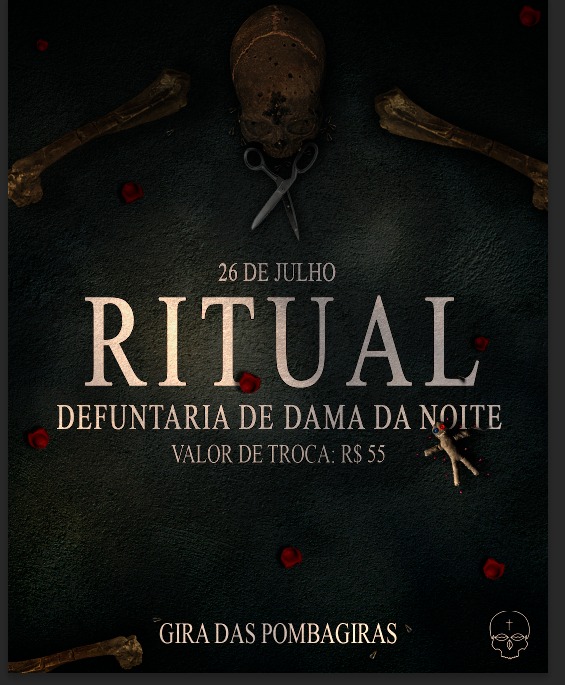 26 DE JULHO
RITUAL
DEFUNTARIA DE DAMA DA NOITE
VALOR DE TROCA: R$ 55
GIRA DAS POMBAGIRAS